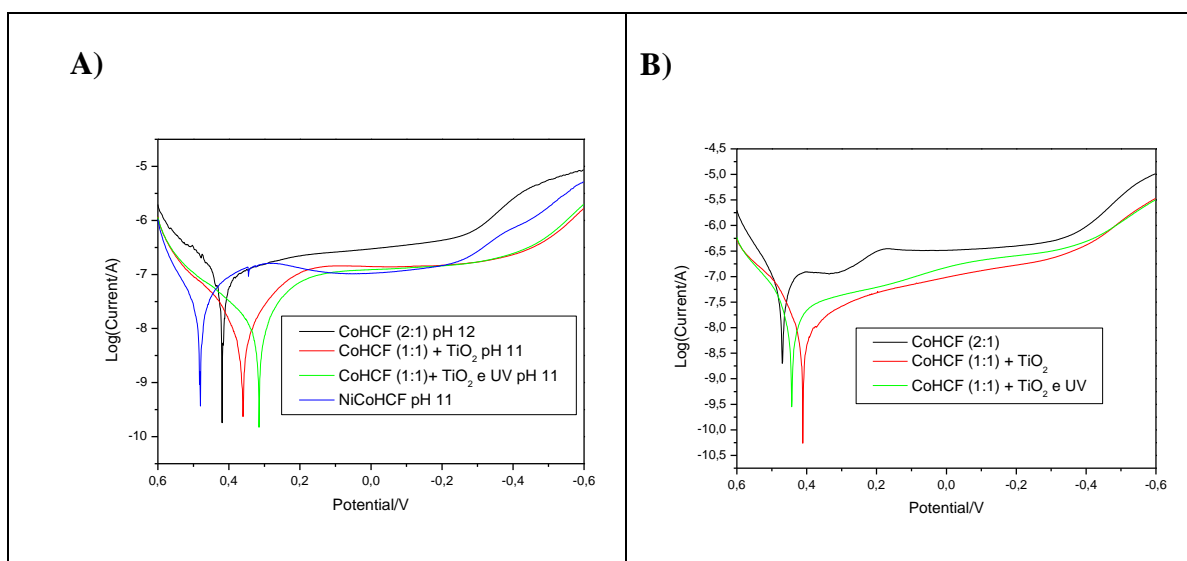 A)
-5
-6
-7
-8
-9
-10
Log(Current/A)
CoHCF (2:1) pH 12
CoHCF (1:1) + TiO2 pH 11
CoHCF (1:1)+ TiO2 e UV pH 11
NiCoHCF pH 11
0,6 0,4 0,2 0,0 -0,2 -0,4 -0,6
Potential/V
B)
-4,5
-5,0
-5,5
-6,0
-6,5
-7,0
-7,5
-8,0
-8,5
-9,0
-9,5
-10,0
-10,5
Log(Current/A)
CoHCF (2:1)
CoHCF (1:1) + TiO2
CoHCF (1:1) + TiO2 e UV
0,6 0,4 0,2 0,0 -0,2 -0,4 -0,6
Potential/V